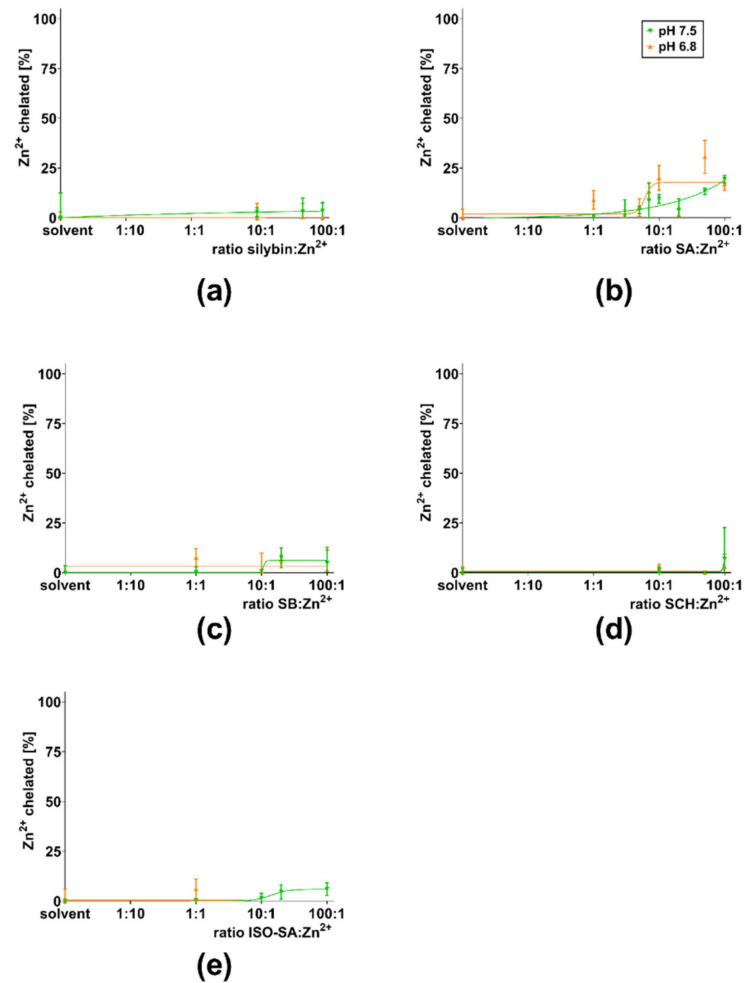 100
75
50
25
0
Zn2+ chelated [%]
solvent 1:10 1:1 10:1 100:1
ratio silybin:Zn2+
(a)
pH 7.5
pH 6.8
100
75
50
25
0
Zn2+ chelated [%]
solvent 1:10 1:1 10:1 100:1
ratio SA:Zn2+
(b)
100
75
50
25
0
Zn2+ chelated [%]
solvent 1:10 1:1 10:1 100:1
ratio SB:Zn2+
(c)
100
75
50
25
0
Zn2+ chelated [%]
solvent 1:10 1:1 10:1 100:1
ratio SCH:Zn2+
(d)
100
75
50
25
0
Zn2+ chelated [%]
solvent 1:10 1:1 10:1 100:1
ratio ISO-SA:Zn2+
(e)